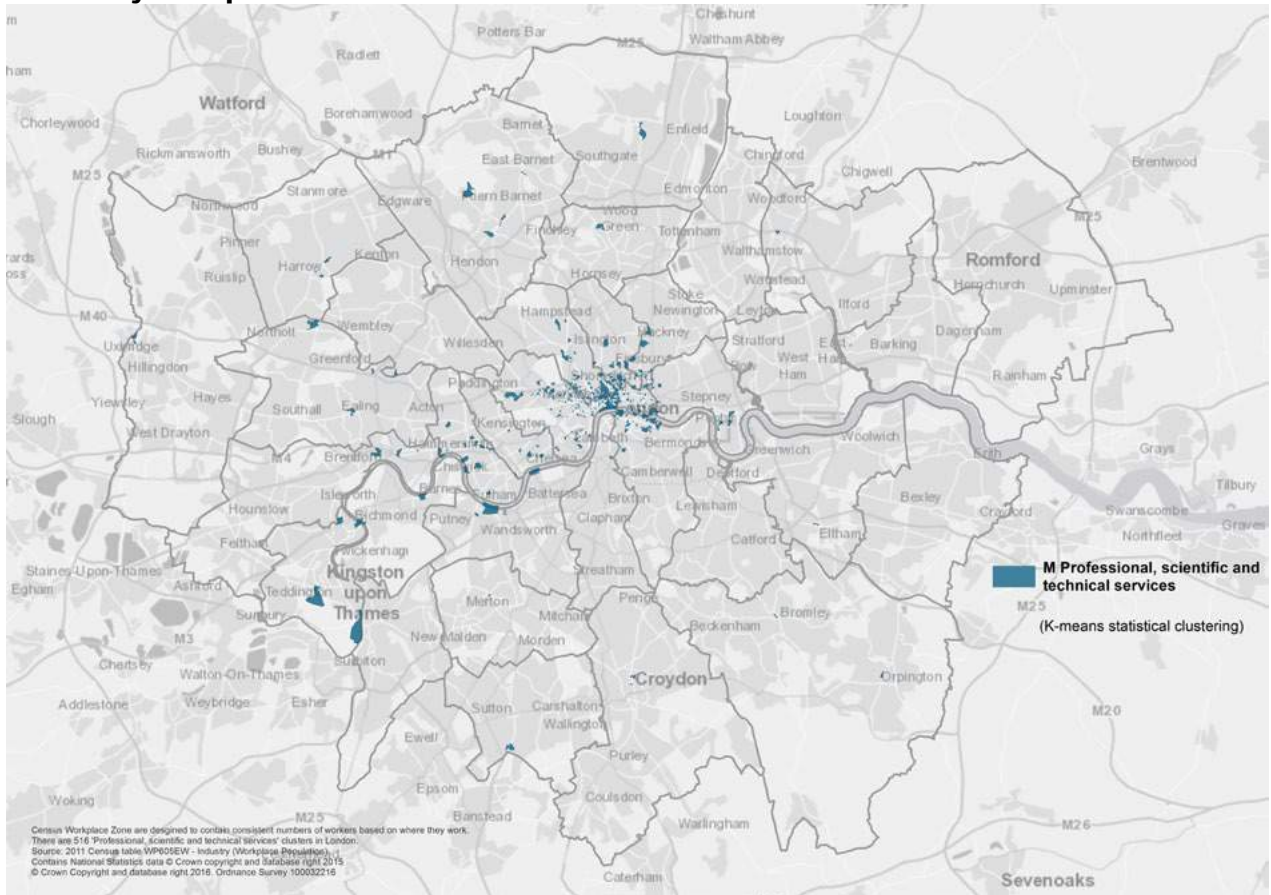 Cheshunt
Potters Bar
M25
Waltham Abbey
Radlett
Watford
Borehamwood
Loughton
Chorleywood
Barnet
Enfield
Rickmansworth
Bushey
M1
East Barnet
Southgate
Chingford
Chigwell
Brentwood
M25
Stanmore
Edgware
Edmonton
Woodford
Northwood
Finchley
Wood
Green
Tottenham
M25
Pinner
Kenton
Hendon
Walthamstow
Romford
Harrow
Hornsey
Wanstead
Hornchurch
Upminster
Ruislip
Stoke
Newington
Leyton
Ilford
M40
Northolt
Wembley
Hampstead
Hackney
Dagenham
Uxbridge
Willesden
Islington
Stratford
Barking
Hillingdon
Greenford
West
Ham
Rainham
Paddington
Stepney
Slough
Yiewsley
Hayes
Southall
Ealing
Acton
Kensington
West Drayton
Hammersmith
Bermondsey
Woolwich
M4
Brentford
Greenwich
Erith
Grays
Camberwell
Deptford
Isleworth
Barnes
Battersea
Tilbury
Hounslow
Richmond
Putney
Clapham
Brixton
Lewisham
Bexley
Crayford
Swanscombe
Wandsworth
Feltham
Catford
Eltham
Northfleet
Twickenham
Staines-Upon-Thames
Streatham
Kingston
upon
Thames
M Professional, scientific and
technical services
Egham
Ashford
Teddington
Merton
Penge
M25
Sunbury
Mitcham
Beckenham
Bromley
(K-means statistical clustering)
M3
New Malden
Morden
Chertsey
Surbiton
Walton-On-Thames
Croydon
Orpington
Addlestone
Weybridge
Esher
Sutton
Carshalton
Wallington
M20
Ewell
Purley
Epsom
Coulsdon
Woking
M25
Banstead
Warlingham
M26
Caterham
Sevenoaks
Census Workplace Zone are designed to contain consistent numbers of workers based on where they work.
There are 516 'Professional, scientific and technical services' clusters in London.
Source: 2011 Census table WP605EW - Industry (Workplace Population)
Contains National Statistics data © Crown copyright and database right 2015
© Crown Copyright and database right 2016. Ordnance Survey 100032216